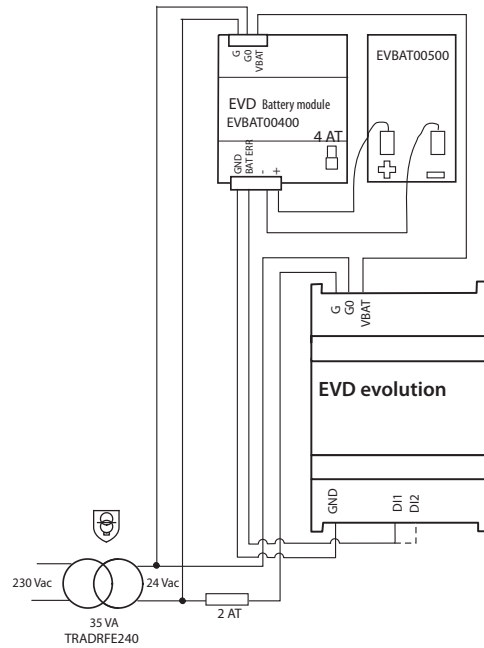 G
G0
VBAT
EVD Battery module
EVBAT00400
4 AT
GND
BAT ERR
-
+
EVBAT00500
G
G0
VBAT
EVD evolution
GND
DI1
DI2
230 Vac
24 Vac
35 VA
TRADRFE240
2 AT